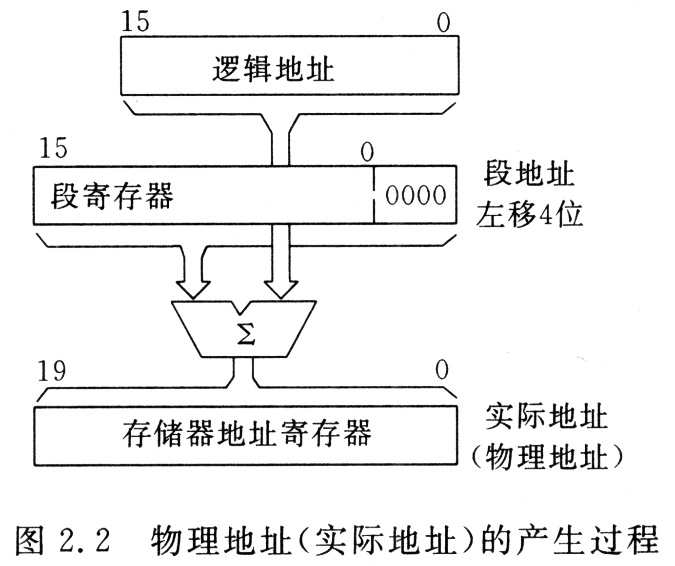 15 0
逻辑地址
15 0
段寄存器 0000
段地址
左移4位
Σ
19 0
存储器地址寄存器
实际地址
(物理地址)
图 2.2 物理地址(实际地址)的产生过程